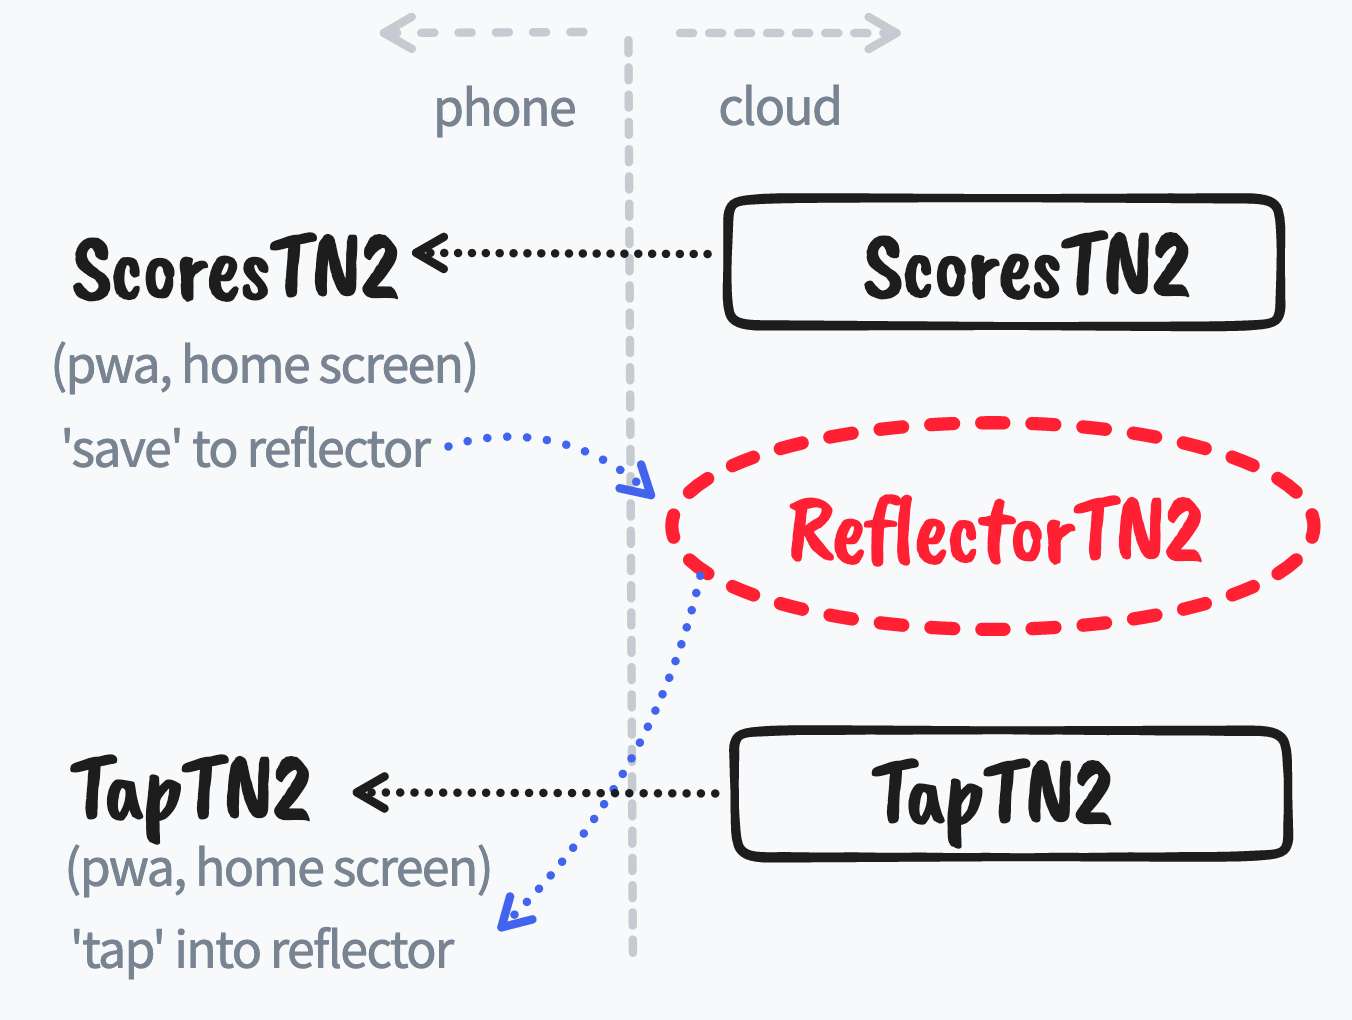 phone
cloud
ScoresTN2
ScoresTN2
(pwa, home screen)
'save' to reflector
ReflectorTN2
TapTN2
TapTN2
(pwa, home screen)
'tap' into reflector